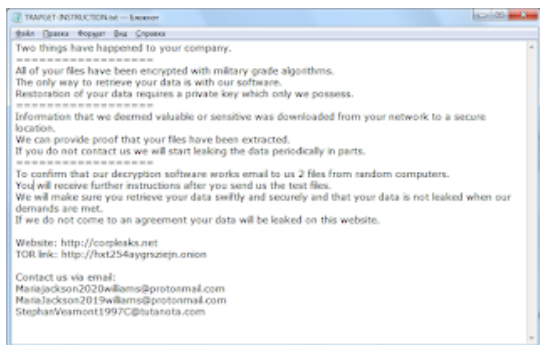 TRAPGET-INSTRUCTION.txt — Блокнот
Файл Правка Формат Вид Справка
Two things have happened to your company.
==================
All of your files have been encrypted with military grade algorithms.
The only way to retrieve your data is with our software.
Restoration of your data requires a private key which only we possess.
==================
Information that we deemed valuable or sensitive was downloaded from your network to a secure
location.
We can provide proof that your files have been extracted.
If you do not contact us we will start leaking the data periodically in parts.
==================
To confirm that our decryption software works email to us 2 files from random computers.
You will receive further instructions after you send us the test files.
We will make sure you retrieve your data swiftly and securely and that your data is not leaked when our
demands are met.
If we do not come to an agreement your data will be leaked on this website.
Website: http://corpleaks.net
TOR link: http://hxt254aygrsziejn.onion
Contact us via email:
Mariajackson2020williams@protonmail.com
MariaJackson2019williams@protonmail.com
StephanVeamont1997C@tutanota.com